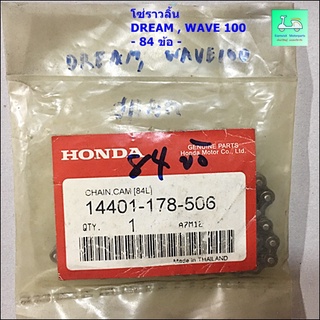 โซ่ราวลิ้น
DREAM , WAVE 100
- 84 ข้อ -
DREAM, WAVE100
HONDA
GENUINE PARTS
Honda Motor Co., Ltd.
84 ข้อ
CHAIN,CAM (84L)
14401-178-506
QTY. 1 A7M12
Made in THAILAND